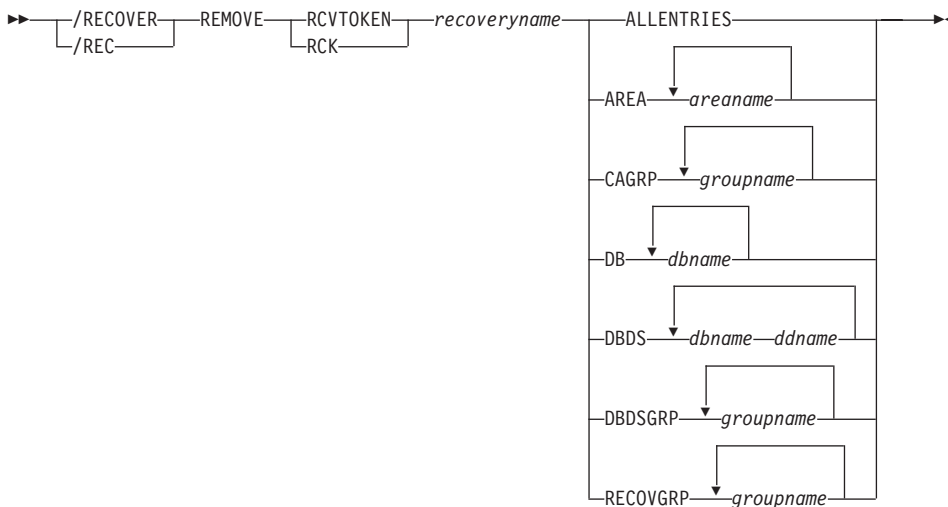 /RECOVER REMOVE RCVTOKEN recoveryname ALLENTRIES
/REC RCK
AREA areaname
CAGRP groupname
DB dbname
DBDS dbname ddname
DBDSGRP groupname
RECOVGRP groupname